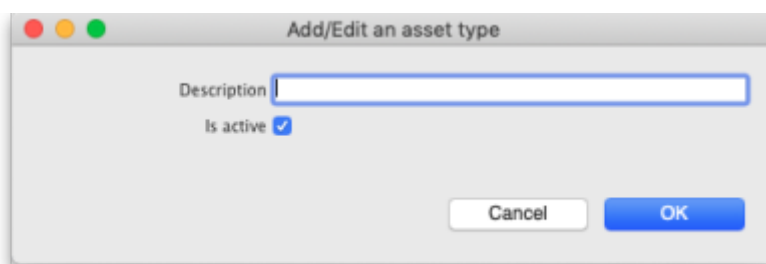 Add/Edit an asset type
Description
Is active
Cancel
OK